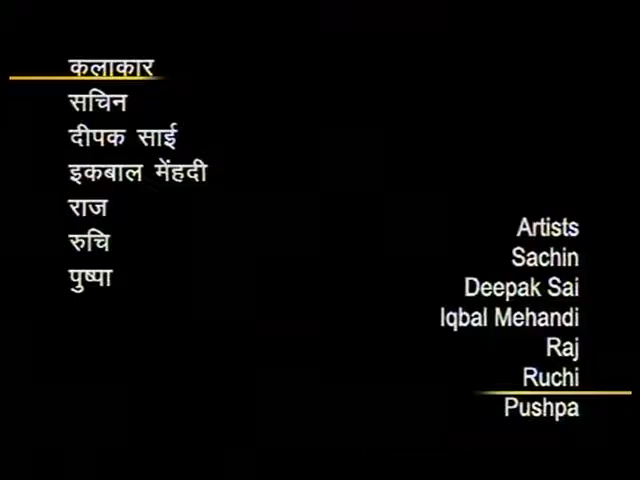 कलाकार
सचिन
दीपक साई
इकबाल मेंहदी
राज
रुचि
पुष्पा
Artists
Sachin
Deepak Sai
Iqbal Mehandi
Raj
Ruchi
Pushpa